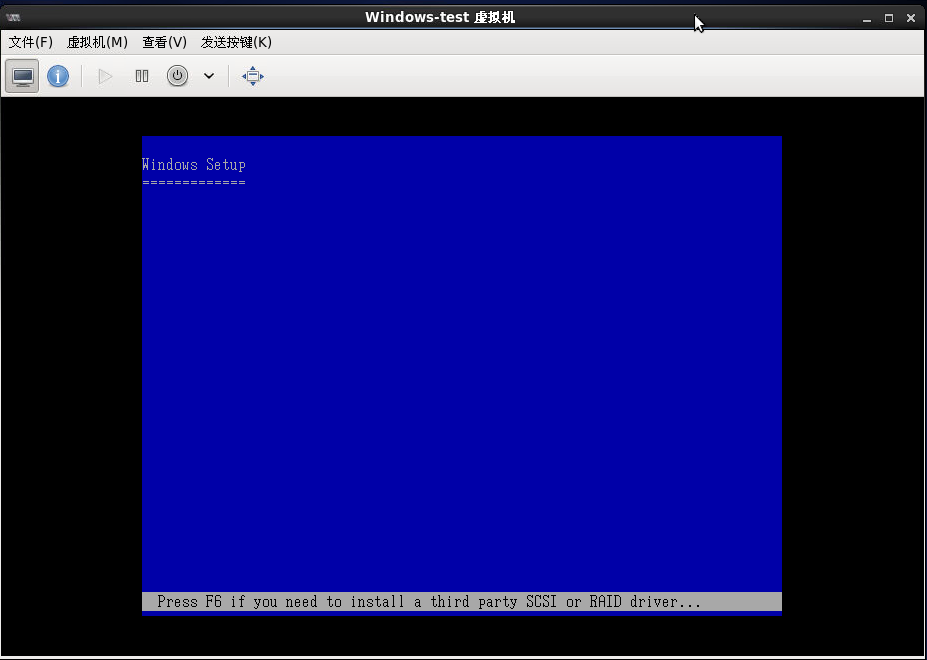 Windows-test 虚拟机
文件(F) 虚拟机(M) 查看(V) 发送按键(K)
Windows Setup
=============
Press F6 if you need to install a third party SCSI or RAID driver...